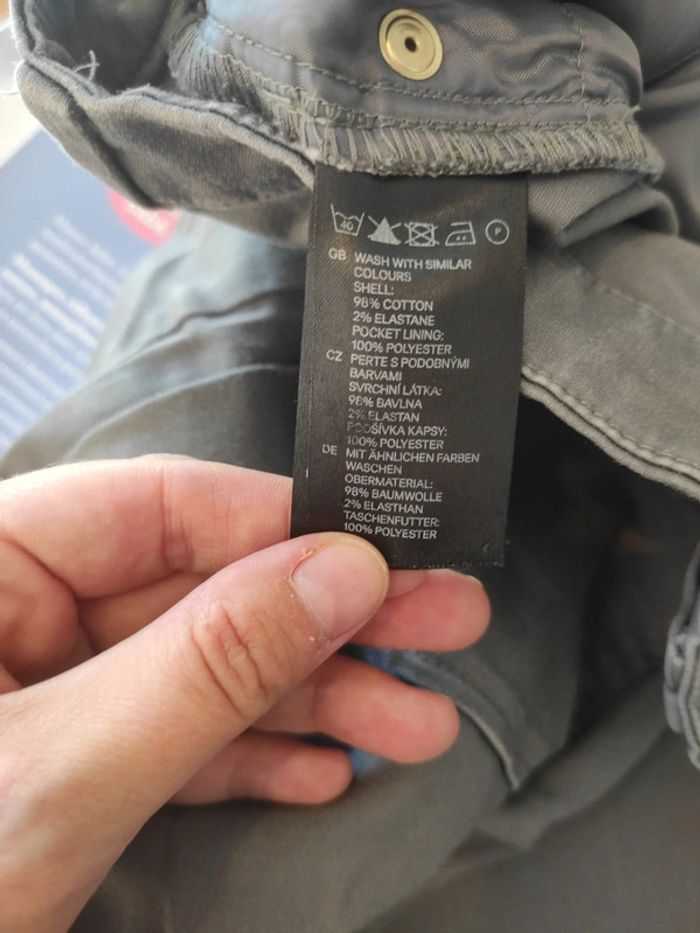 40
P
GB WASH WITH SIMILAR
COLOURS
SHELL:
98% COTTON
2% ELASTANE
POCKET LINING:
100% POLYESTER
CZ PERTE S PODOBNÝMI
BARVAMI
SVRCHNÍ LÁTKA:
98% BAVLNA
2% ELASTAN
PODŠÍVKA KAPSY:
100% POLYESTER
DE MIT ÄHNLICHEN FARBEN
WASCHEN
OBERMATERIAL:
98% BAUMWOLLE
2% ELASTHAN
TASCHENFUTTER:
100% POLYESTER